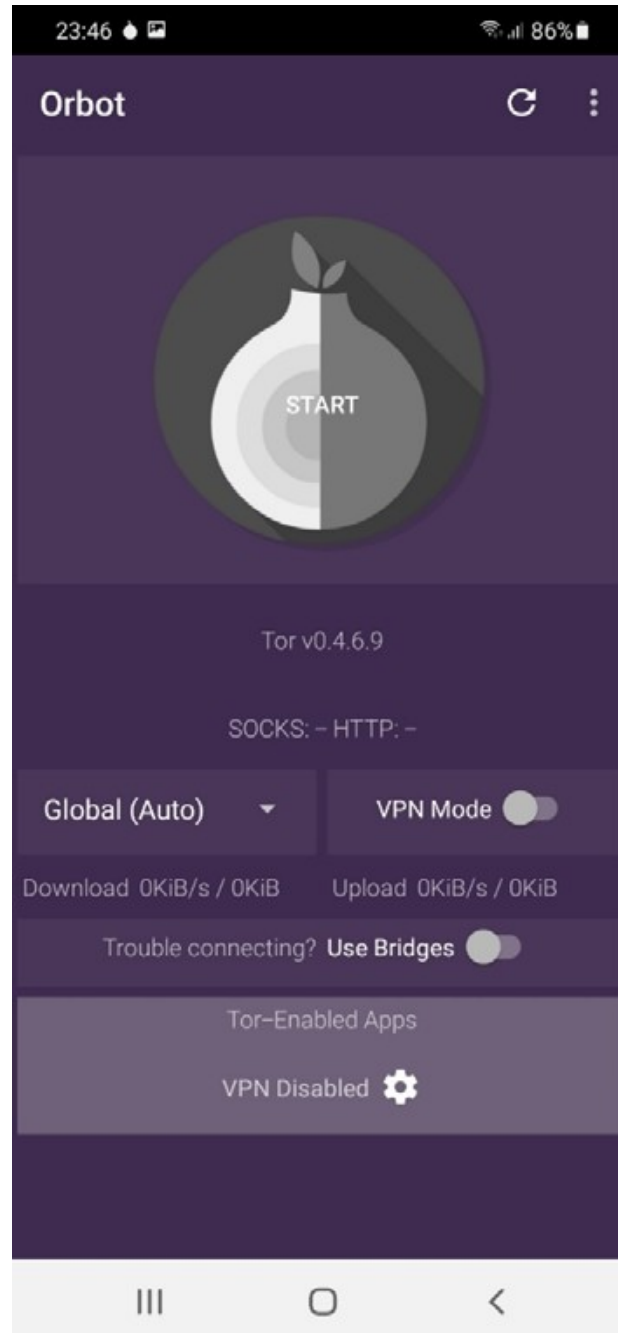 23:46 86%
Orbot
START
Tor v0.4.6.9
SOCKS: – HTTP: –
Global (Auto) VPN Mode
Download 0KiB/s / 0KiB Upload 0KiB/s / 0KiB
Trouble connecting? Use Bridges
Tor–Enabled Apps
VPN Disabled